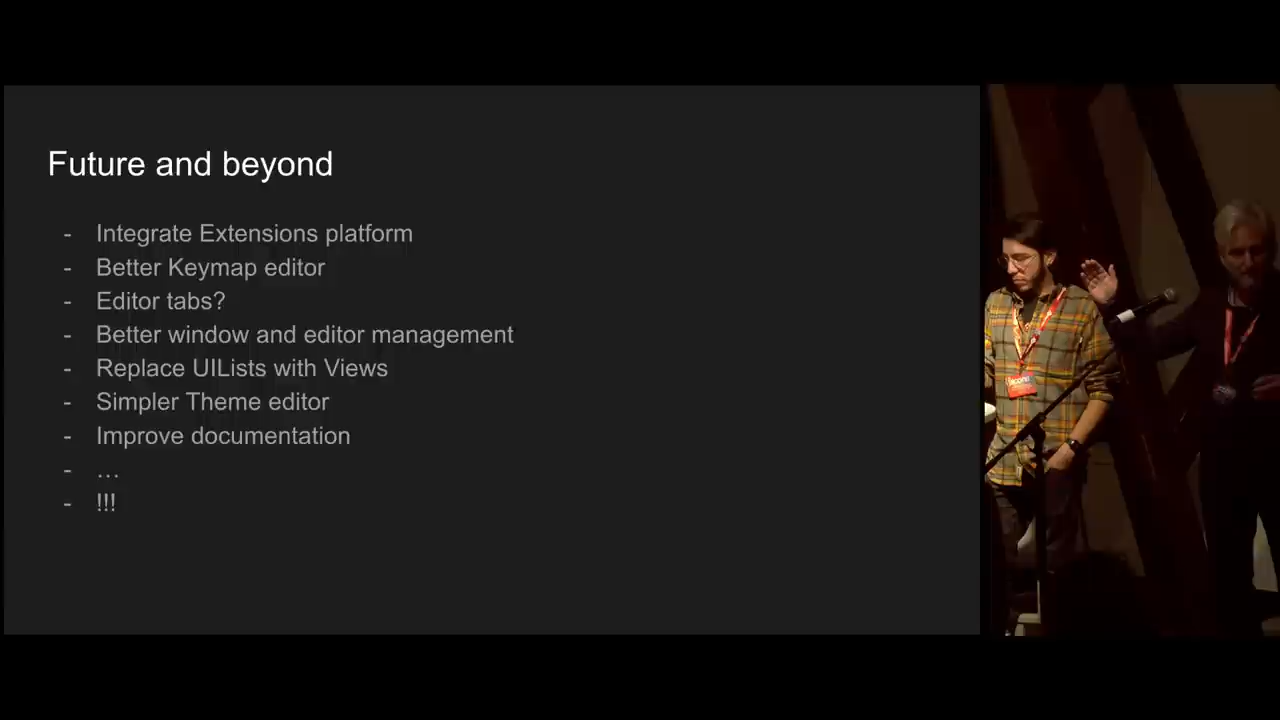 Future and beyond
- Integrate Extensions platform
- Better Keymap editor
- Editor tabs?
- Better window and editor management
- Replace UILists with Views
- Simpler Theme editor
- Improve documentation
- …
- !!!